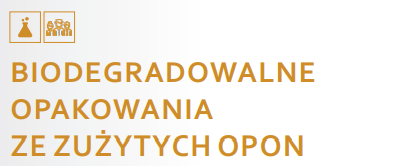 BIODEGRADOWALNE
OPAKOWANIA
ZE ZUŻYTYCH OPON